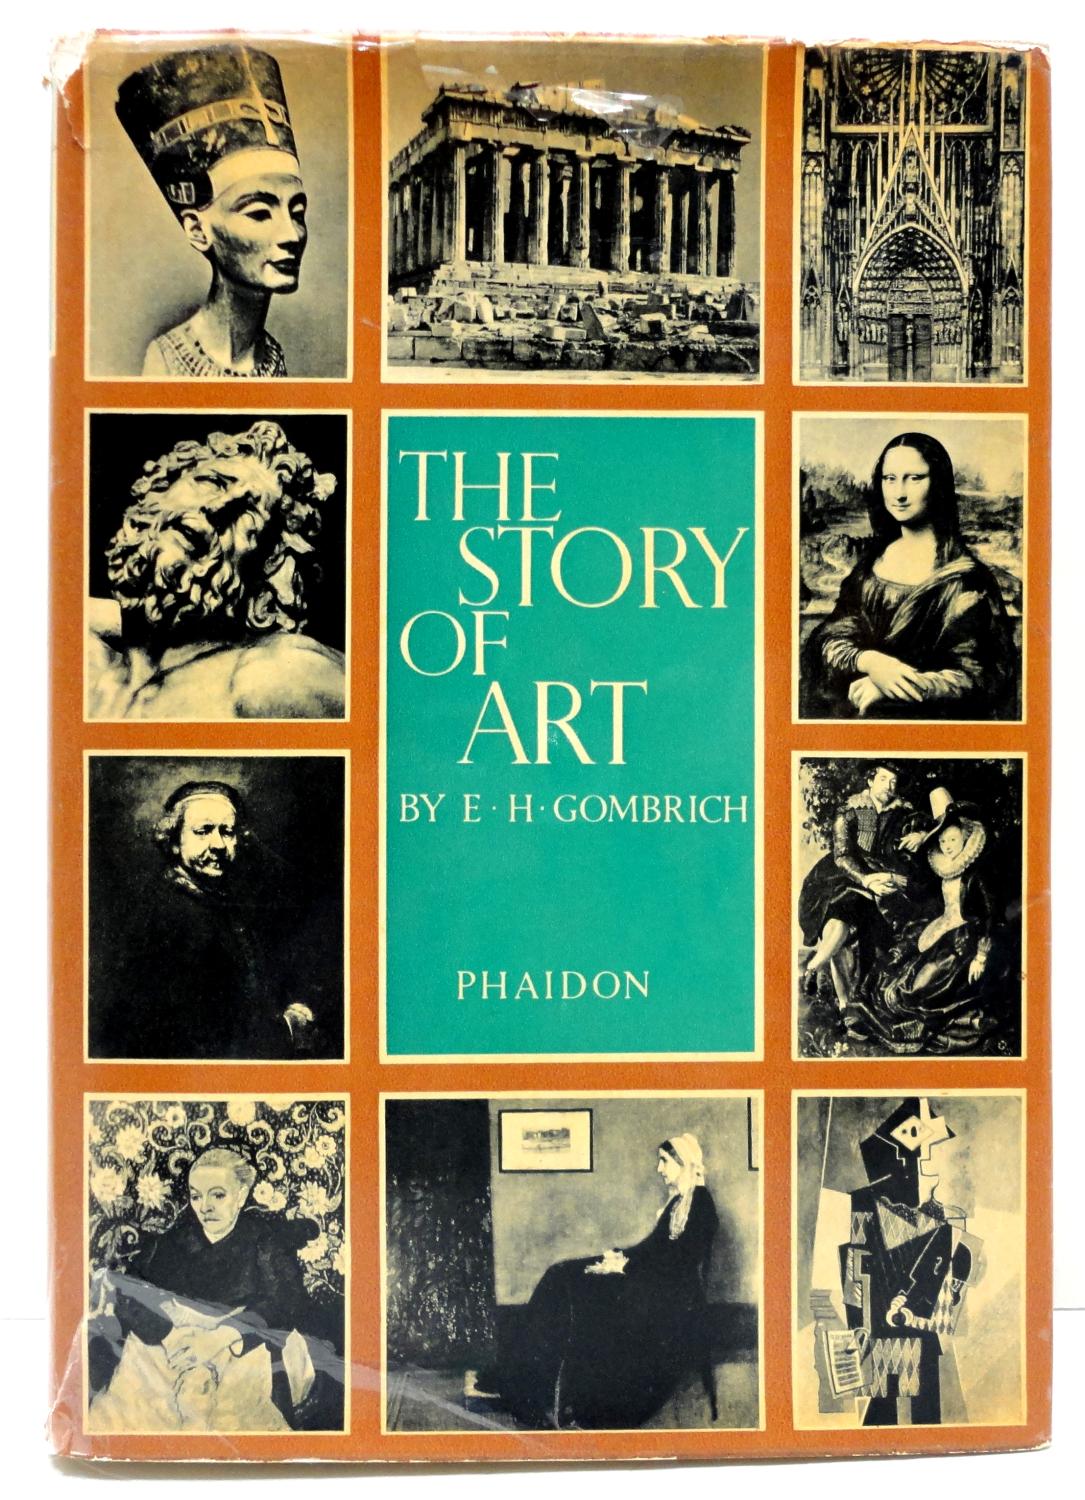 THE
STORY
OF
ART
BY E · H · GOMBRICH
PHAIDON